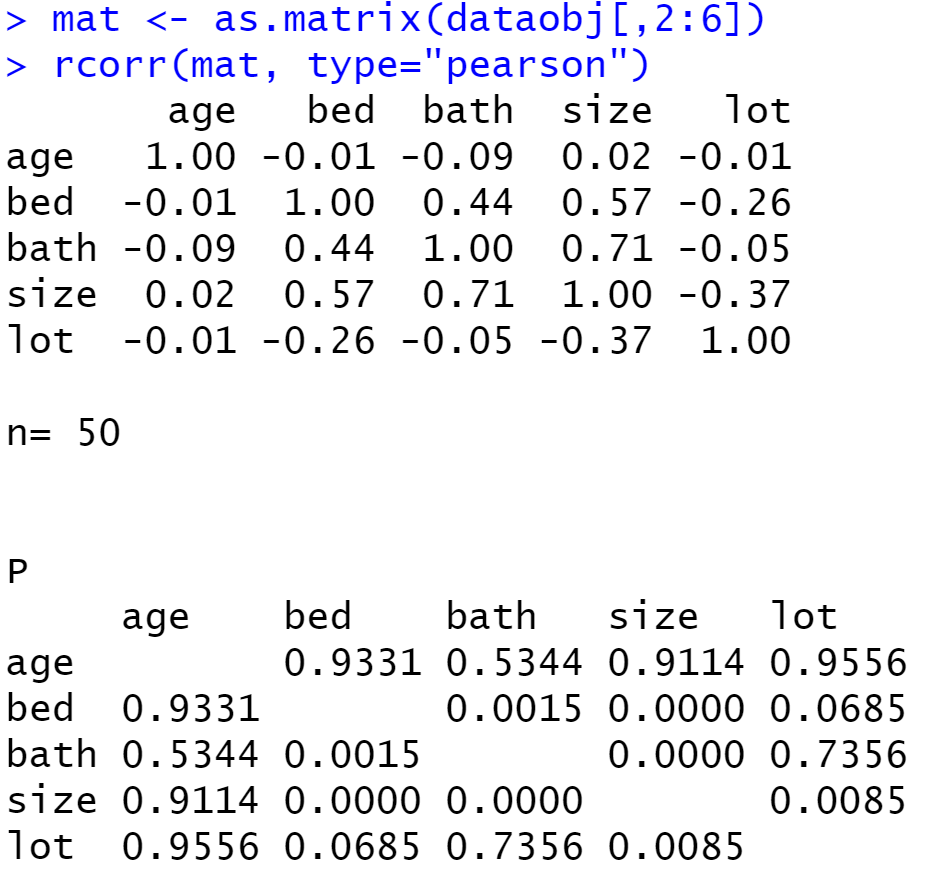 > mat <- as.matrix(dataobj[,2:6])
> rcorr(mat, type="pearson")
age bed bath size lot
age 1.00 -0.01 -0.09 0.02 -0.01
bed -0.01 1.00 0.44 0.57 -0.26
bath -0.09 0.44 1.00 0.71 -0.05
size 0.02 0.57 0.71 1.00 -0.37
lot -0.01 -0.26 -0.05 -0.37 1.00
n= 50
P
age bed bath size lot
age 0.9331 0.5344 0.9114 0.9556
bed 0.9331 0.0015 0.0000 0.0685
bath 0.5344 0.0015 0.0000 0.7356
size 0.9114 0.0000 0.0000 0.0085
lot 0.9556 0.0685 0.7356 0.0085